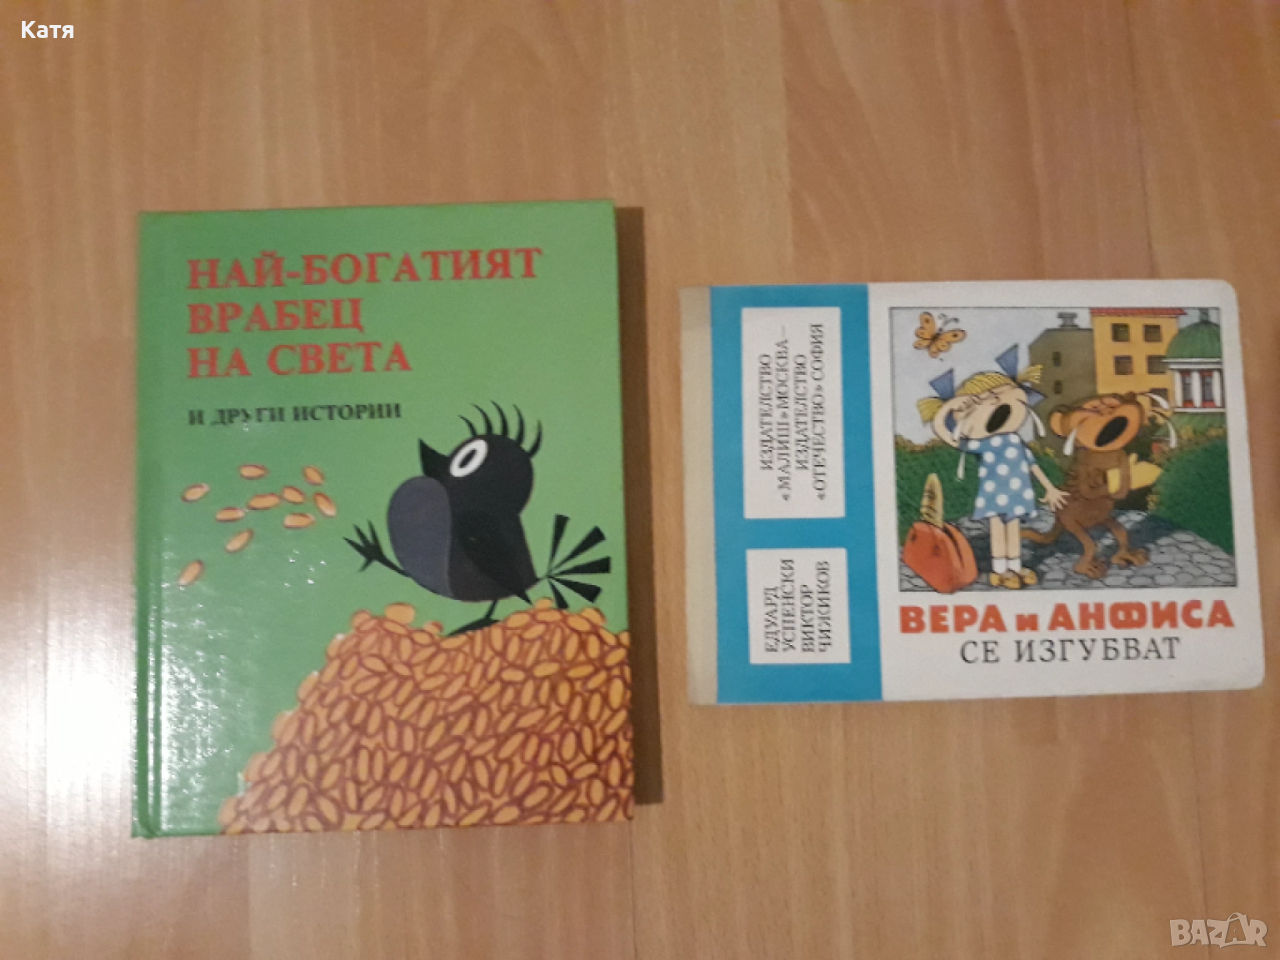 Катя
НАЙ-БОГАТИЯТ
ВРАБЕЦ
НА СВЕТА
И ДРУГИ ИСТОРИИ
ИЗДАТЕЛСТВО
«МАЛИШ» МОСКВА –
ИЗДАТЕЛСТВО
«ОТЕЧЕСТВО» СОФИЯ
ЕДУАРД
УСПЕНСКИ
ВИКТОР
ЧИЖИКОВ
ВЕРА и АНФИСА
СЕ ИЗГУБВАТ
BAZAR